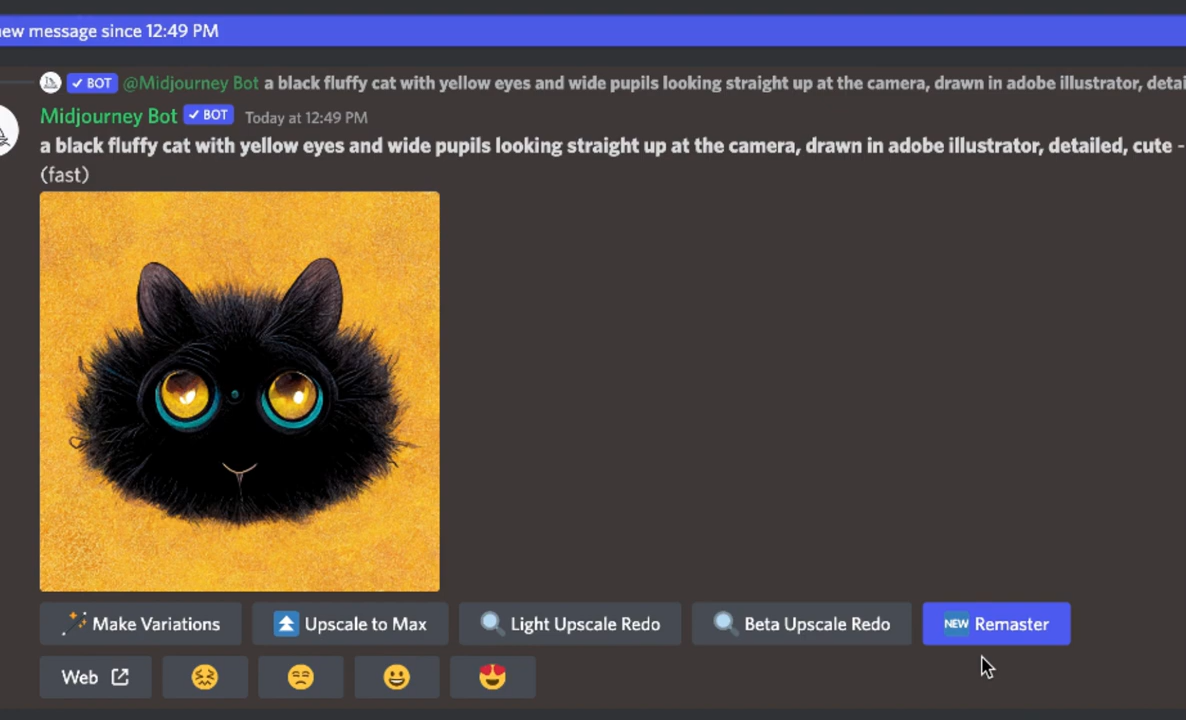 new message since 12:49 PM
BOT @Midjourney Bot a black fluffy cat with yellow eyes and wide pupils looking straight up at the camera, drawn in adobe illustrator,
Midjourney Bot BOT Today at 12:49 PM
a black fluffy cat with yellow eyes and wide pupils looking straight up at the camera, drawn in adobe illustrator, detailed, cute -
(fast)
Make Variations Upscale to Max Light Upscale Redo Beta Upscale Redo NEW Remaster
Web